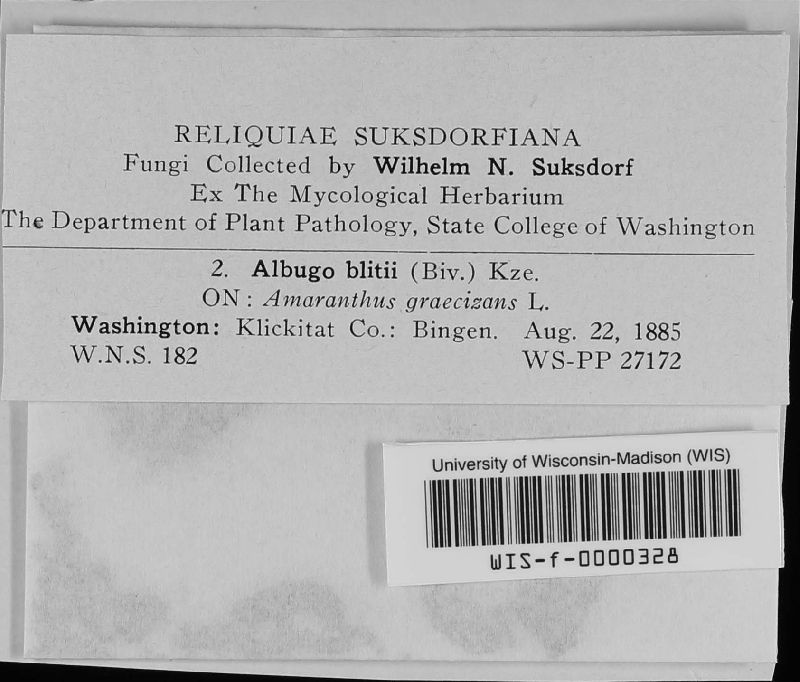 RELIQUIAE SUKSDORFIANA
Fungi Collected by Wilhelm N. Suksdorf
Ex The Mycological Herbarium
The Department of Plant Pathology, State College of Washington
2. Albugo blitii (Biv.) Kze.
ON: Amaranthus graecizans L.
Washington: Klickitat Co.: Bingen. Aug. 22, 1885
W.N.S. 182 WS-PP 27172
University of Wisconsin-Madison (WIS)
WIS-f-0000328